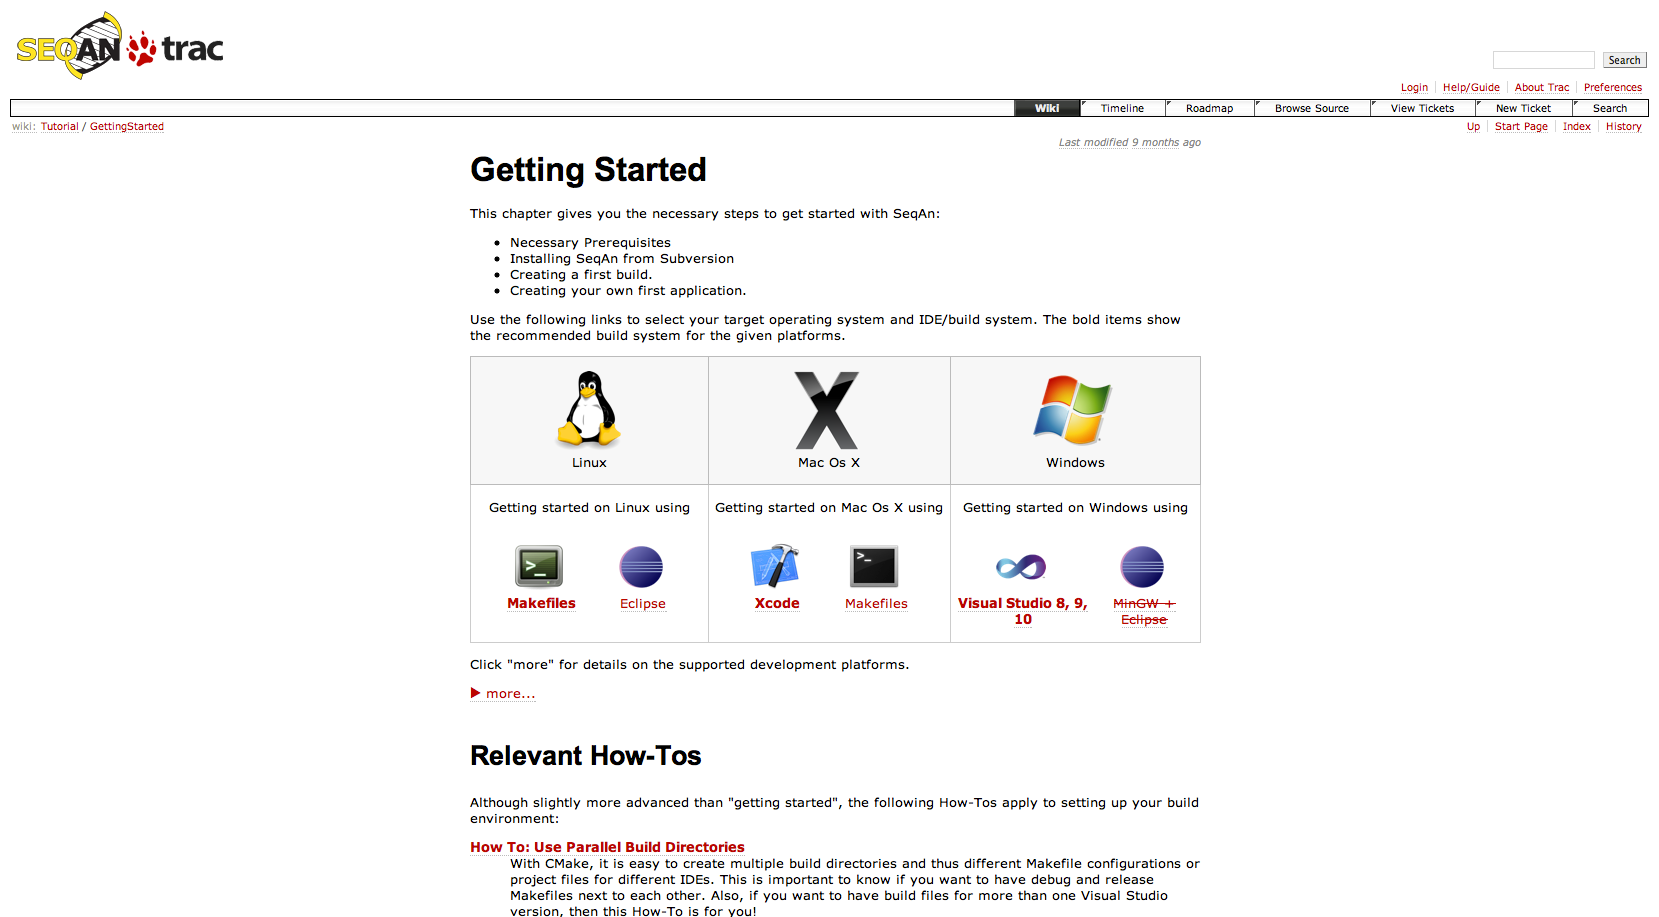 SEQAN trac
Search
Login Help/Guide About Trac Preferences
Wiki Timeline Roadmap Browse Source View Tickets New Ticket Search
wiki: Tutorial / GettingStarted
Up Start Page Index History
Last modified 9 months ago
Getting Started
This chapter gives you the necessary steps to get started with SeqAn:
• Necessary Prerequisites
• Installing SeqAn from Subversion
• Creating a first build.
• Creating your own first application.
Use the following links to select your target operating system and IDE/build system. The bold items show
the recommended build system for the given platforms.
Linux Mac Os X Windows
Getting started on Linux using
Makefiles Eclipse
Getting started on Mac Os X using
Xcode Makefiles
Getting started on Windows using
Visual Studio 8, 9,
10
MinGW +
Eclipse
Click "more" for details on the supported development platforms.
more...
Relevant How-Tos
Although slightly more advanced than "getting started", the following How-Tos apply to setting up your build
environment:
How To: Use Parallel Build Directories
With CMake, it is easy to create multiple build directories and thus different Makefile configurations or
project files for different IDEs. This is important to know if you want to have debug and release
Makefiles next to each other. Also, if you want to have build files for more than one Visual Studio
version, then this How-To is for you!